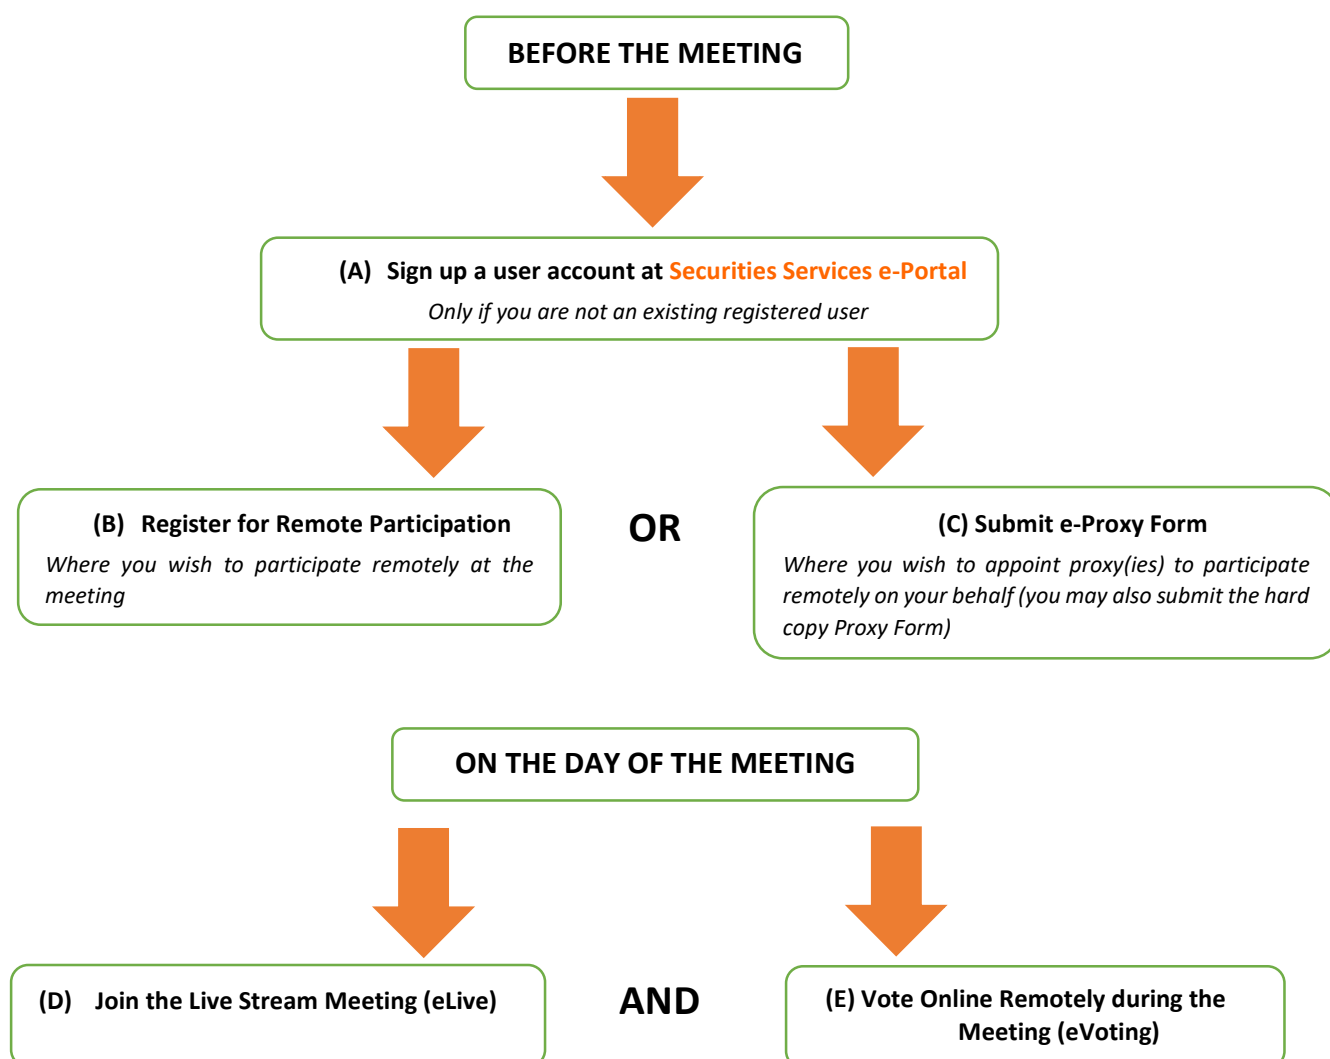 BEFORE THE MEETING
(A) Sign up a user account at Securities Services e-Portal
Only if you are not an existing registered user
(B) Register for Remote Participation
Where you wish to participate remotely at the
meeting
OR
(C) Submit e-Proxy Form
Where you wish to appoint proxy(ies) to participate
remotely on your behalf (you may also submit the hard
copy Proxy Form)
ON THE DAY OF THE MEETING
(D) Join the Live Stream Meeting (eLive)
AND
(E) Vote Online Remotely during the
Meeting (eVoting)